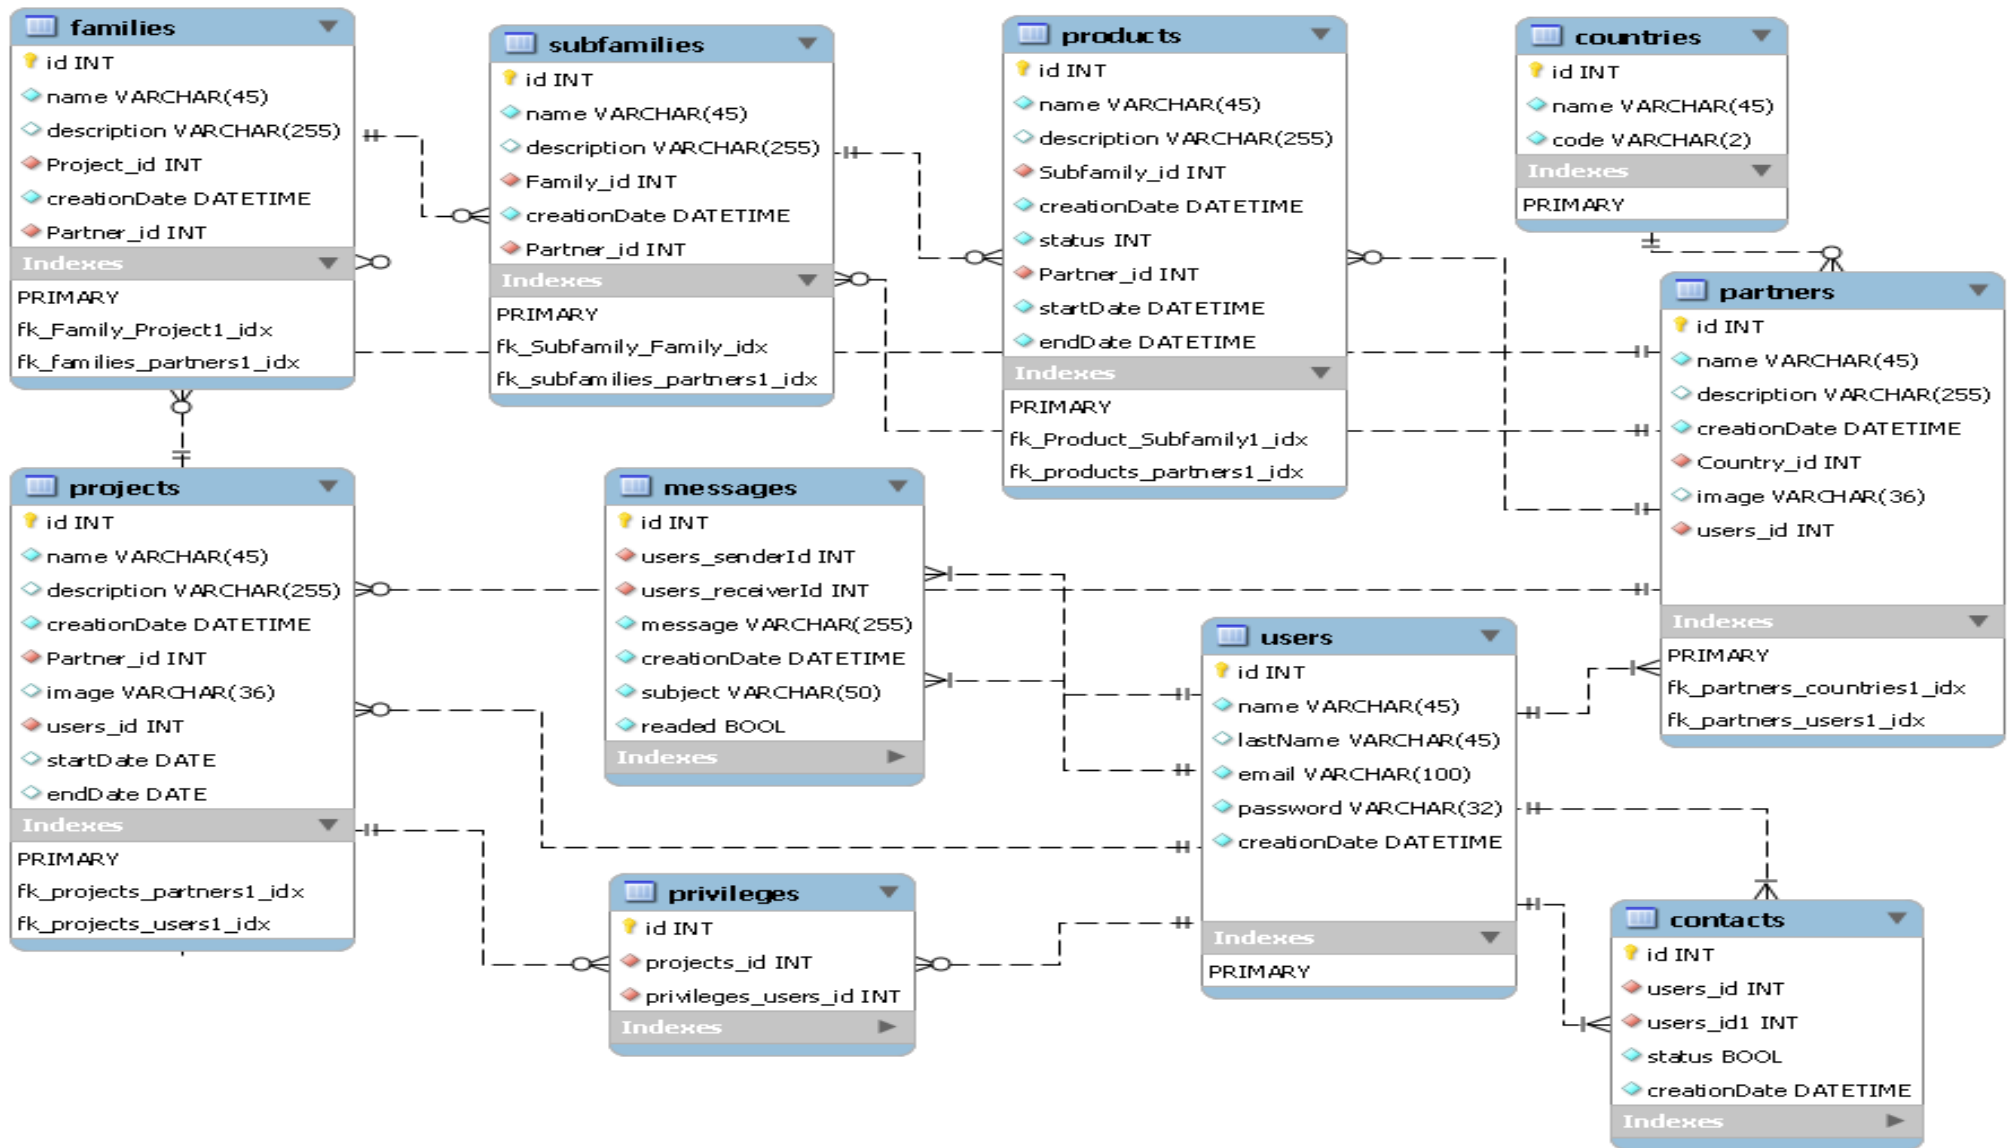 families
id INT
name VARCHAR(45)
description VARCHAR(255)
Project_id INT
creationDate DATETIME
Partner_id INT
Indexes
PRIMARY
fk_Family_Project1_idx
fk_families_partners1_idx
subfamilies
id INT
name VARCHAR(45)
description VARCHAR(255)
Family_id INT
creationDate DATETIME
Partner_id INT
Indexes
PRIMARY
fk_Subfamily_Family_idx
fk_subfamilies_partners1_idx
products
id INT
name VARCHAR(45)
description VARCHAR(255)
Subfamily_id INT
creationDate DATETIME
status INT
Partner_id INT
startDate DATETIME
endDate DATETIME
Indexes
PRIMARY
fk_Product_Subfamily1_idx
fk_products_partners1_idx
countries
id INT
name VARCHAR(45)
code VARCHAR(2)
Indexes
PRIMARY
partners
id INT
name VARCHAR(45)
description VARCHAR(255)
creationDate DATETIME
Country_id INT
image VARCHAR(36)
users_id INT
Indexes
PRIMARY
fk_partners_countries1_idx
fk_partners_users1_idx
projects
id INT
name VARCHAR(45)
description VARCHAR(255)
creationDate DATETIME
Partner_id INT
image VARCHAR(36)
users_id INT
startDate DATE
endDate DATE
Indexes
PRIMARY
fk_projects_partners1_idx
fk_projects_users1_idx
messages
id INT
users_senderId INT
users_receiverId INT
message VARCHAR(255)
creationDate DATETIME
subject VARCHAR(50)
readed BOOL
Indexes
users
id INT
name VARCHAR(45)
lastName VARCHAR(45)
email VARCHAR(100)
password VARCHAR(32)
creationDate DATETIME
Indexes
PRIMARY
privileges
id INT
projects_id INT
privileges_users_id INT
Indexes
contacts
id INT
users_id INT
users_id1 INT
status BOOL
creationDate DATETIME
Indexes